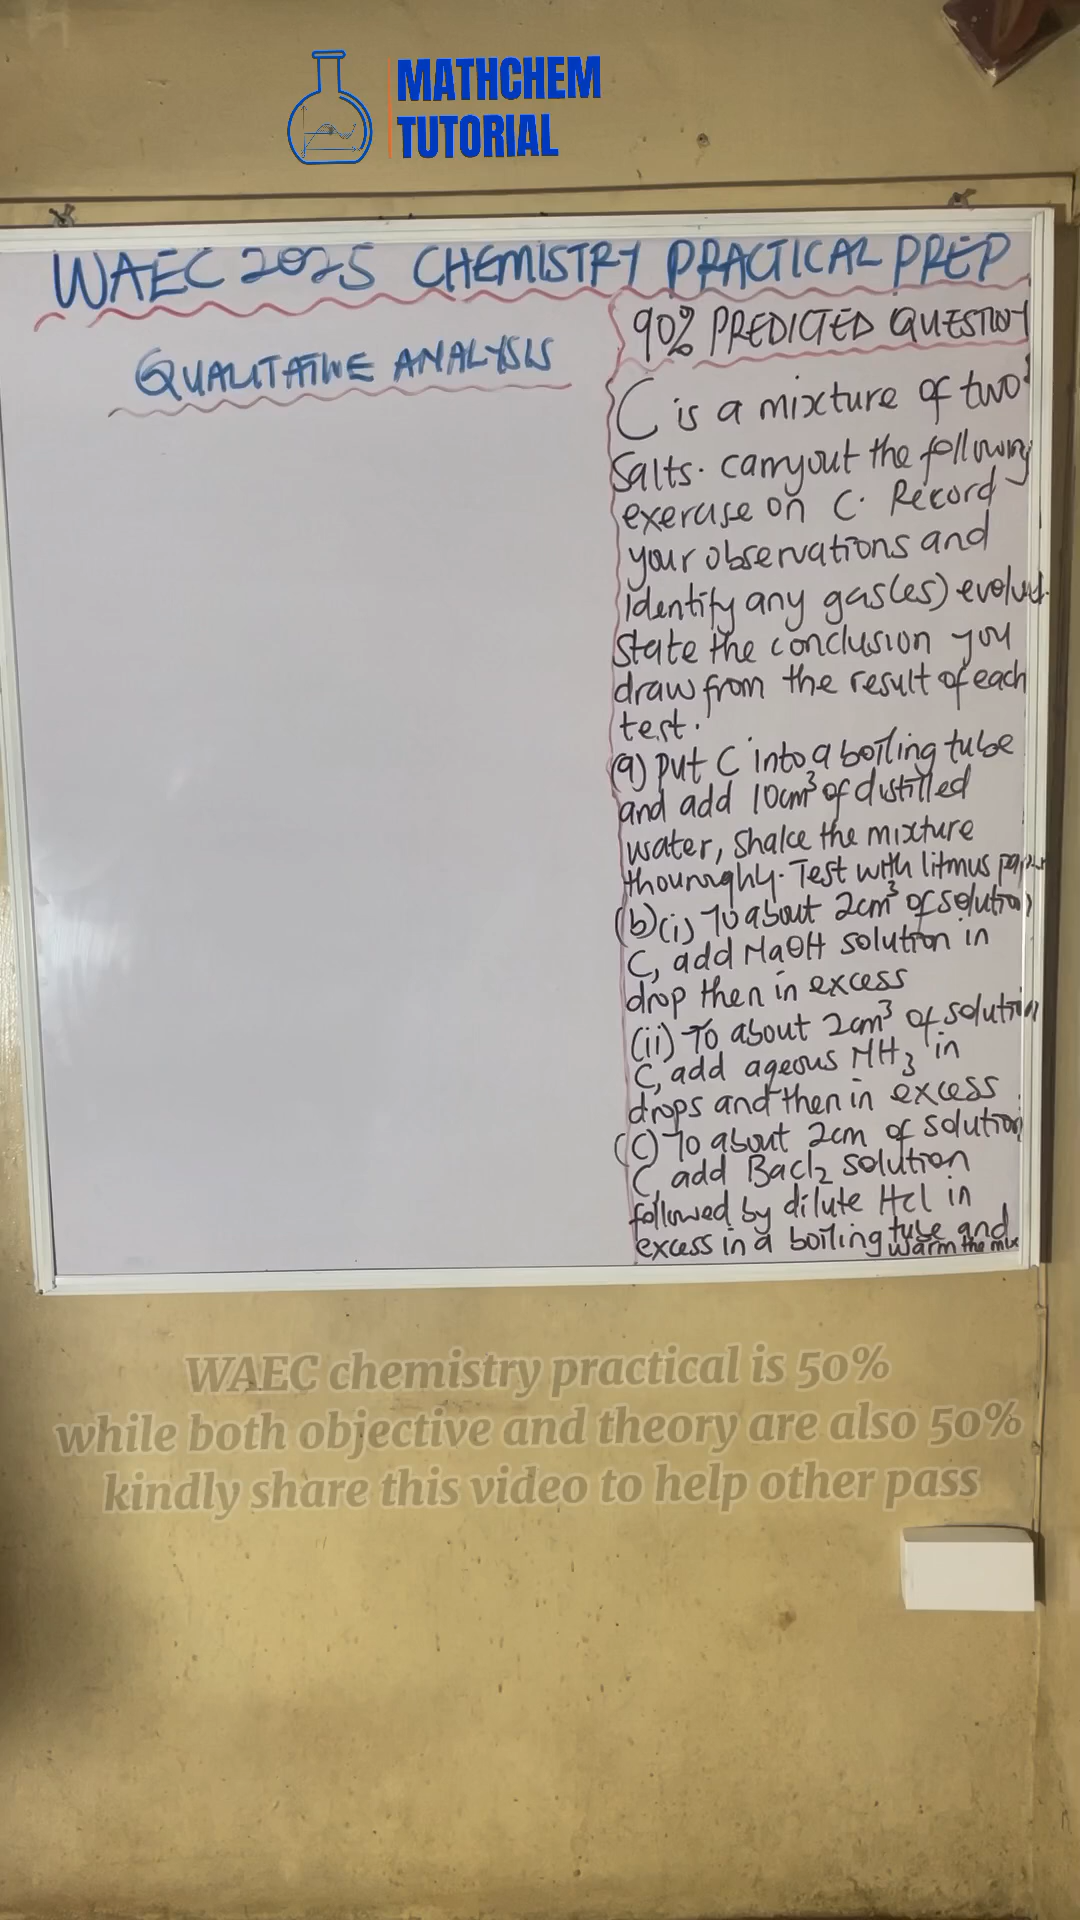 MATHCHEM
TUTORIAL
WAEC 2025 CHEMISTRY PRACTICAL PREP
QUALITATIVE ANALYSIS
90% PREDICTED QUESTION
C is a mixture of two
Salts. carryout the following
exercise on C. Record
your observations and
identify any gas(es) evolved.
State the conclusion you
draw from the result of each
test.
(a) put C into a boiling tube
and add 10cm³ of distilled
water, shake the mixture
thouroughly. Test with litmus paper
(b)(i) To about 2cm³ of solution
C, add NaOH solution in
drop then in excess
(ii) To about 2cm³ of solution
C, add aqeous NH₃ in
drops and then in excess
(C) To about 2cm of solution
C, add Bacl₂ solution
followed by dilute Hcl in
excess in a boiling tube and
warm the mix
WAEC chemistry practical is 50%
while both objective and theory are also 50%
kindly share this video to help other pass